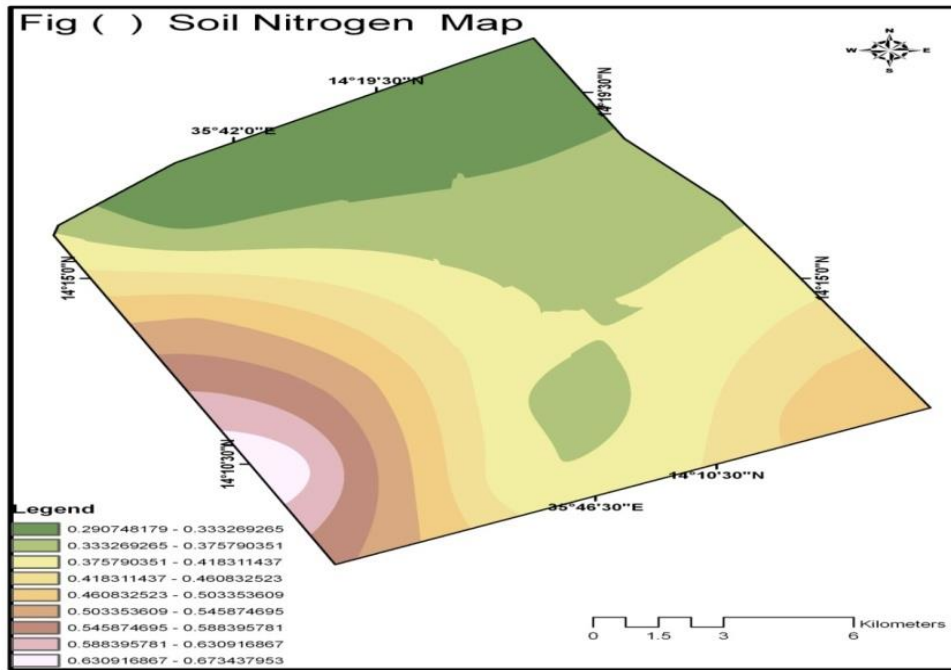 Fig ( ) Soil Nitrogen Map
N
W E
S
14°19'30"N
14°19'30"N
35°42'0"E
14°15'0"N
14°15'0"N
14°10'30"N
14°10'30"N
35°46'30"E
Legend
0.290748179 - 0.333269265
0.333269265 - 0.375790351
0.375790351 - 0.418311437
0.418311437 - 0.460832523
0.460832523 - 0.503353609
0.503353609 - 0.545874695
0.545874695 - 0.588395781
0.588395781 - 0.630916867
0.630916867 - 0.673437953
Kilometers
0 1.5 3 6